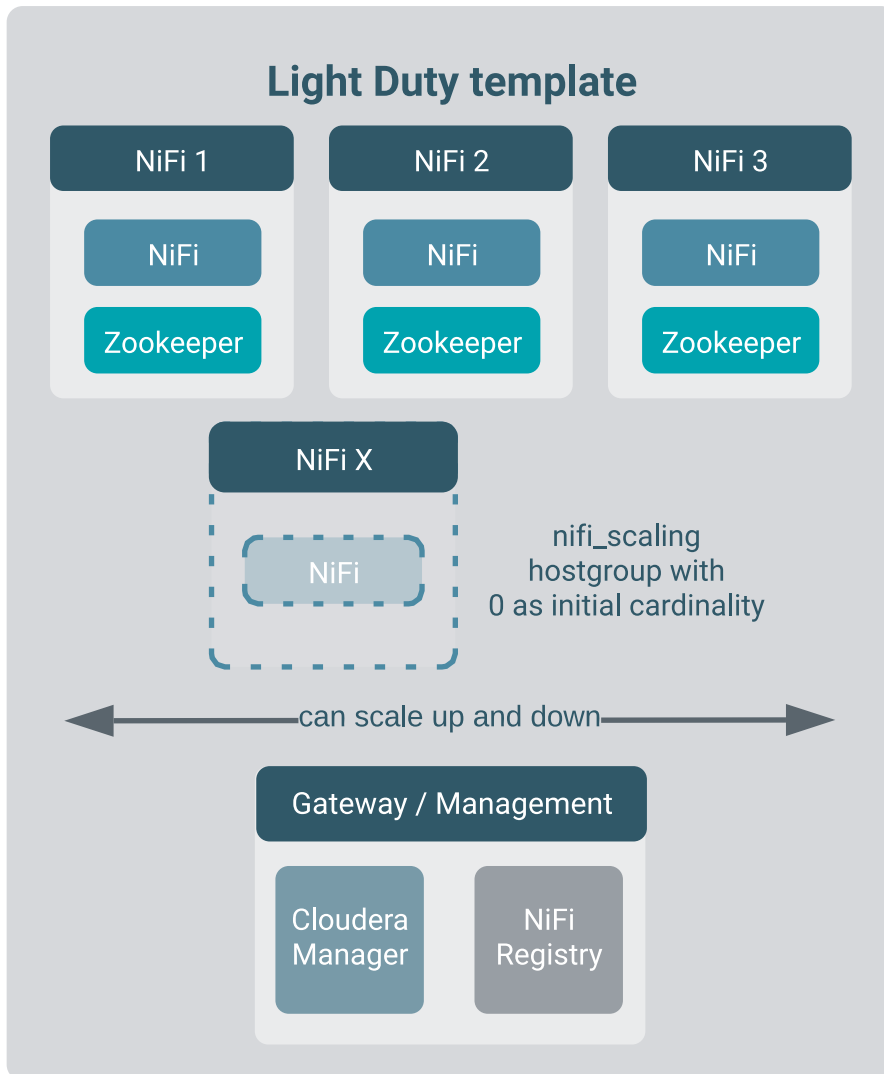 Light Duty template
NiFi 1
NiFi 2
NiFi 3
NiFi
NiFi
NiFi
Zookeeper
Zookeeper
Zookeeper
NiFi X
NiFi
nifi_scaling
hostgroup with
0 as initial cardinality
can scale up and down
Gateway / Management
Cloudera
Manager
NiFi
Registry